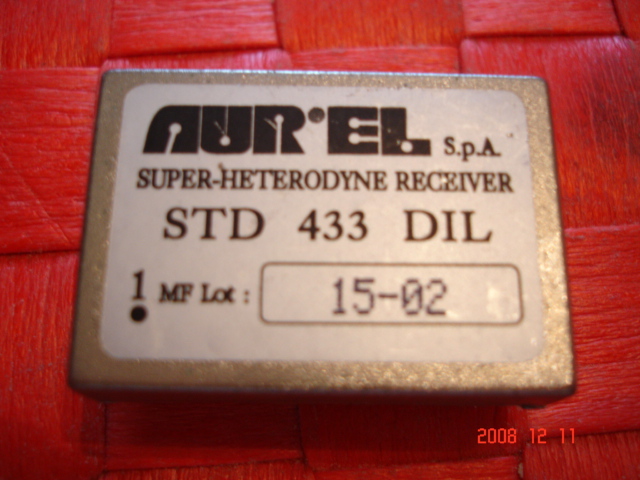 AUR°EL S.p.A.
SUPER-HETERODYNE RECEIVER
STD 433 DIL
1 MF Lot : 15-02
2008 12 11